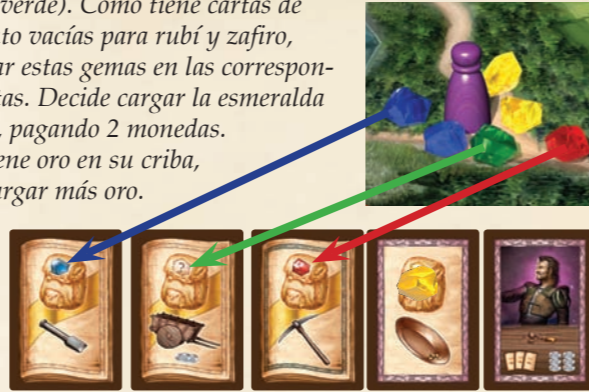 verde). Como tiene cartas de
to vacías para rubí y zafiro,
ar estas gemas en las correspon-
tas. Decide cargar la esmeralda
, pagando 2 monedas.
ene oro en su criba,
argar más oro.
?